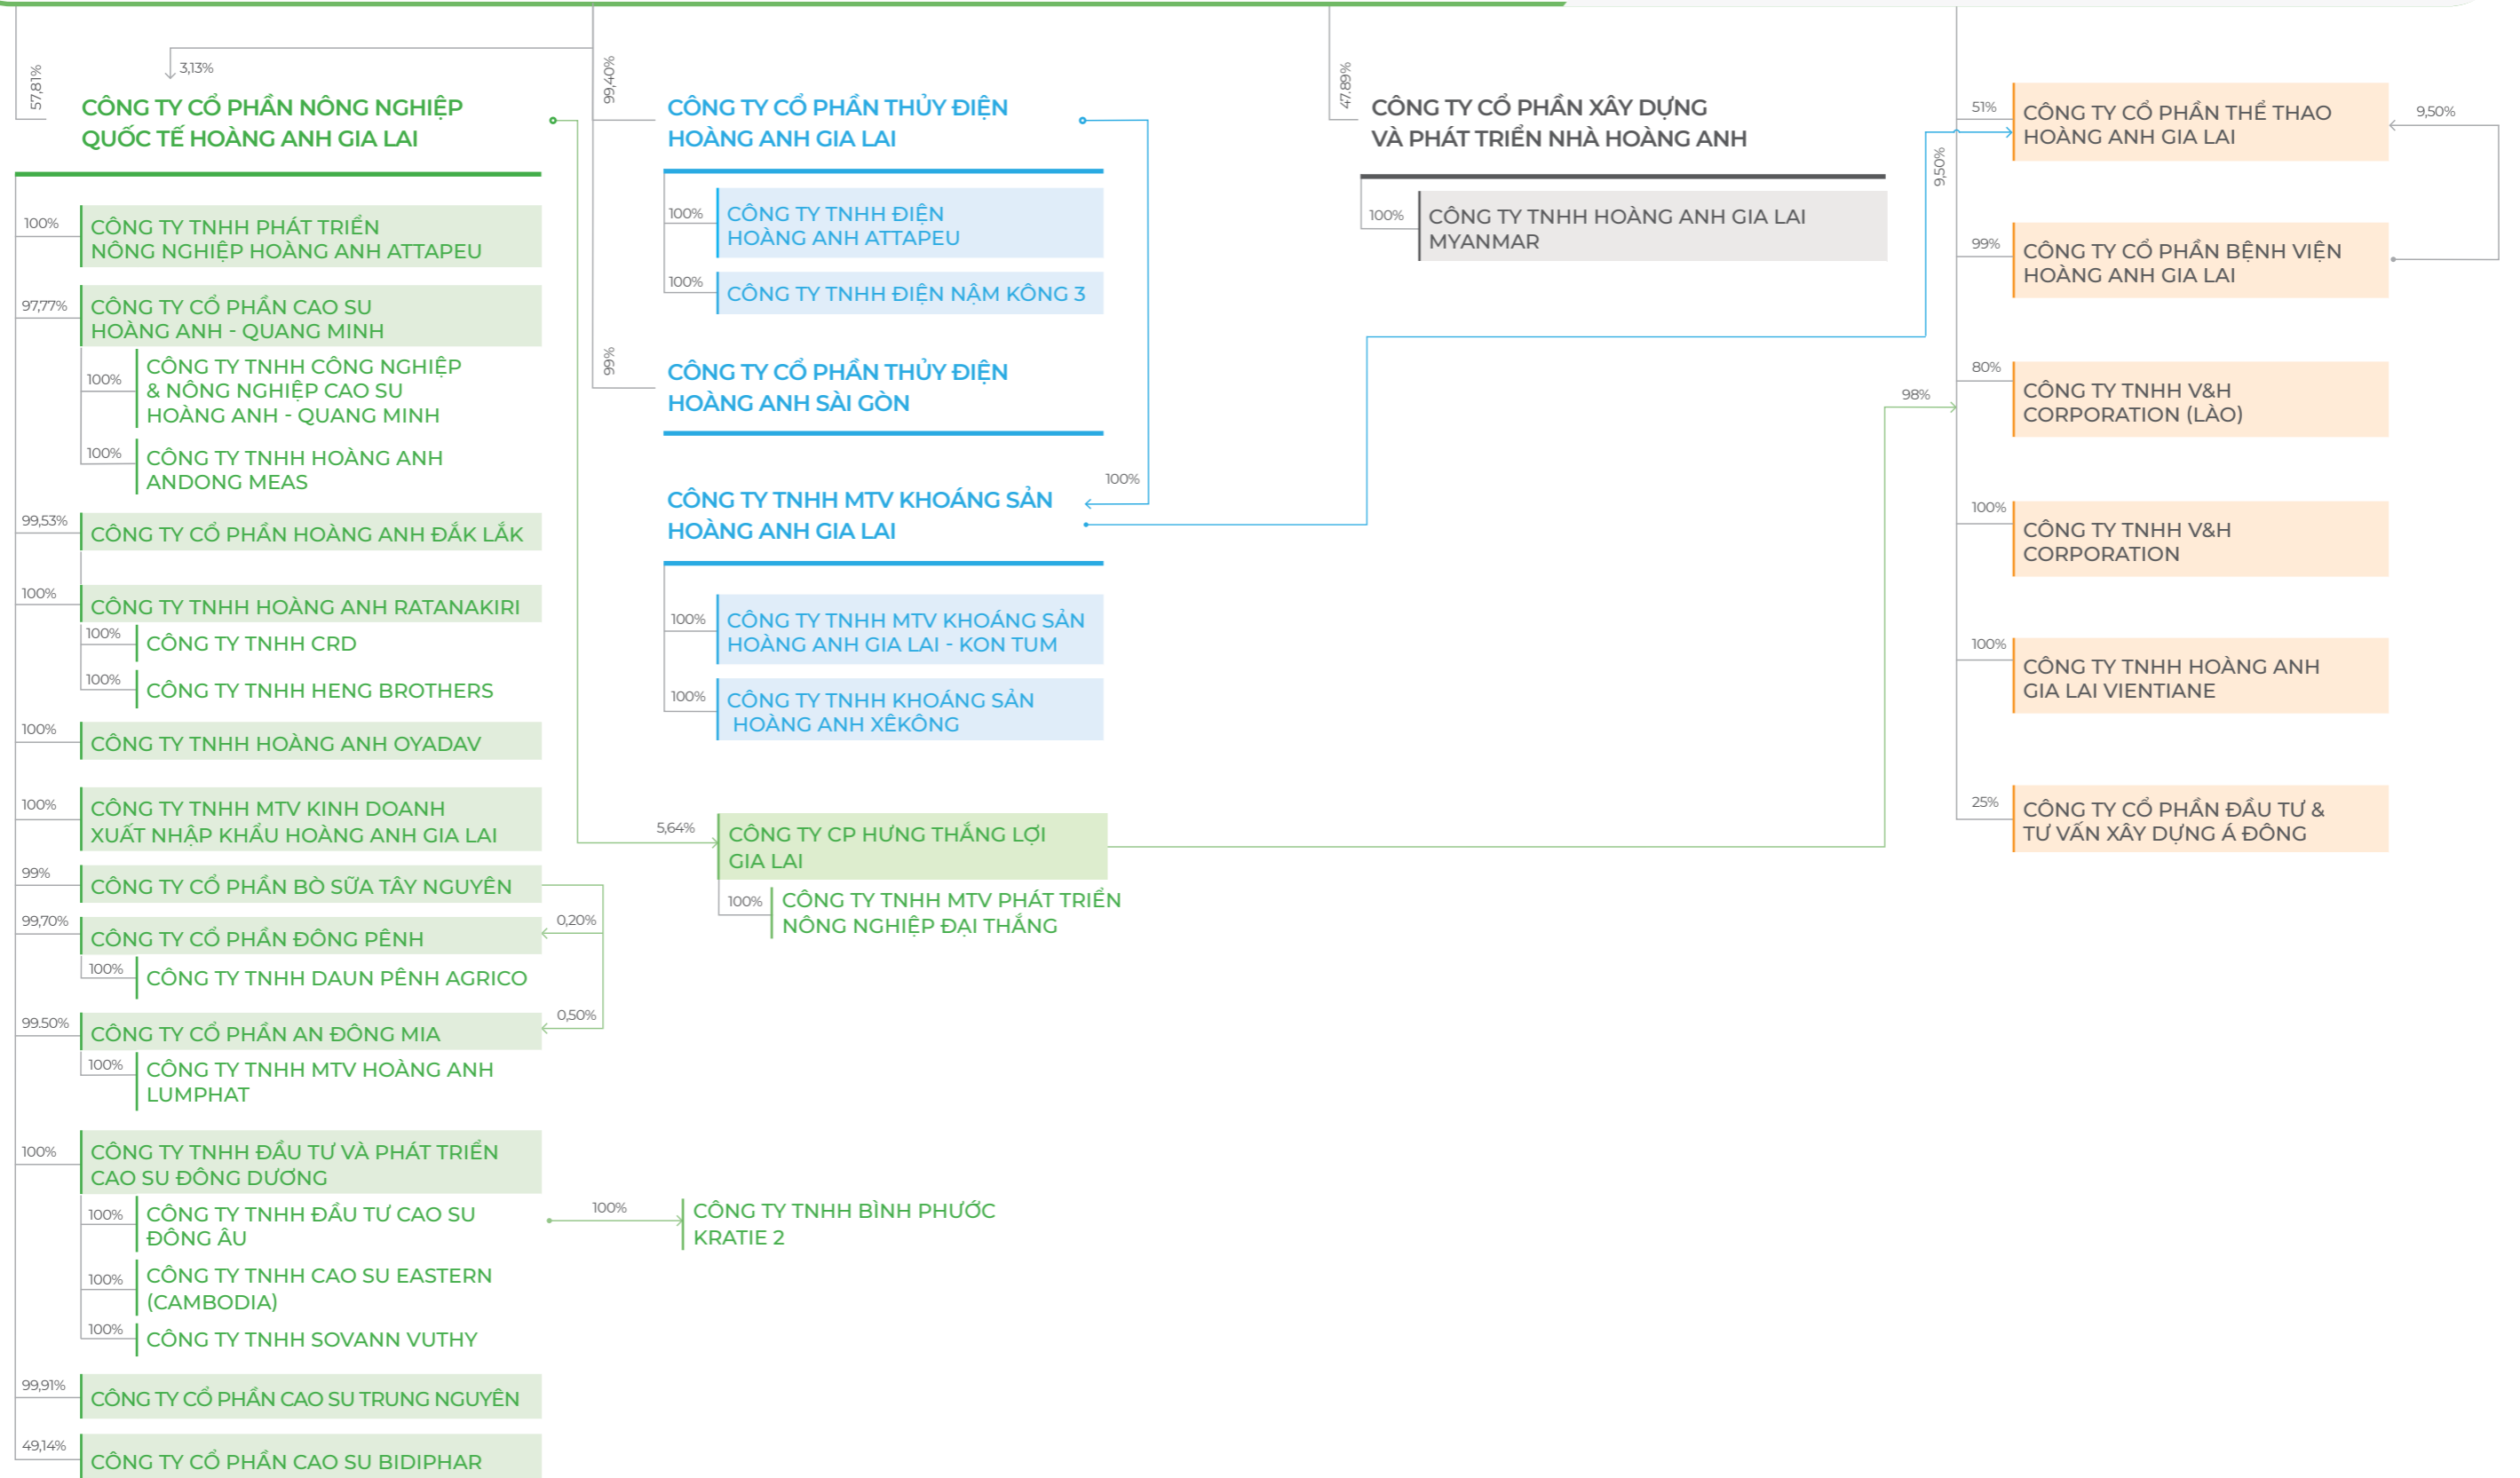 57,81%
3,13%
CÔNG TY CỔ PHẦN NÔNG NGHIỆP
QUỐC TẾ HOÀNG ANH GIA LAI
100%
CÔNG TY TNHH PHÁT TRIỂN
NÔNG NGHIỆP HOÀNG ANH ATTAPEU
97,77%
CÔNG TY CỔ PHẦN CAO SU
HOÀNG ANH - QUANG MINH
100%
CÔNG TY TNHH CÔNG NGHIỆP
& NÔNG NGHIỆP CAO SU
HOÀNG ANH - QUANG MINH
100%
CÔNG TY TNHH HOÀNG ANH
ANDONG MEAS
99,53%
CÔNG TY CỔ PHẦN HOÀNG ANH ĐẮK LẮK
100%
CÔNG TY TNHH HOÀNG ANH RATANAKIRI
100%
CÔNG TY TNHH CRD
100%
CÔNG TY TNHH HENG BROTHERS
100%
CÔNG TY TNHH HOÀNG ANH OYADAV
100%
CÔNG TY TNHH MTV KINH DOANH
XUẤT NHẬP KHẨU HOÀNG ANH GIA LAI
99%
CÔNG TY CỔ PHẦN BÒ SỮA TÂY NGUYÊN
99,70%
CÔNG TY CỔ PHẦN ĐÔNG PÊNH
0,20%
100%
CÔNG TY TNHH DAUN PÊNH AGRICO
99.50%
CÔNG TY CỔ PHẦN AN ĐÔNG MIA
0,50%
100%
CÔNG TY TNHH MTV HOÀNG ANH
LUMPHAT
100%
CÔNG TY TNHH ĐẦU TƯ VÀ PHÁT TRIỂN
CAO SU ĐÔNG DƯƠNG
100%
CÔNG TY TNHH ĐẦU TƯ CAO SU
ĐÔNG ÂU
100%
CÔNG TY TNHH BÌNH PHƯỚC
KRATIE 2
100%
CÔNG TY TNHH CAO SU EASTERN
(CAMBODIA)
100%
CÔNG TY TNHH SOVANN VUTHY
99,91%
CÔNG TY CỔ PHẦN CAO SU TRUNG NGUYÊN
49,14%
CÔNG TY CỔ PHẦN CAO SU BIDIPHAR
99,40%
CÔNG TY CỔ PHẦN THỦY ĐIỆN
HOÀNG ANH GIA LAI
100%
CÔNG TY TNHH ĐIỆN
HOÀNG ANH ATTAPEU
100%
CÔNG TY TNHH ĐIỆN NẬM KÔNG 3
99%
CÔNG TY CỔ PHẦN THỦY ĐIỆN
HOÀNG ANH SÀI GÒN
100%
CÔNG TY TNHH MTV KHOÁNG SẢN
HOÀNG ANH GIA LAI
100%
CÔNG TY TNHH MTV KHOÁNG SẢN
HOÀNG ANH GIA LAI - KON TUM
100%
CÔNG TY TNHH KHOÁNG SẢN
HOÀNG ANH XÊKÔNG
5,64%
CÔNG TY CP HƯNG THẮNG LỢI
GIA LAI
100%
CÔNG TY TNHH MTV PHÁT TRIỂN
NÔNG NGHIỆP ĐẠI THẮNG
47.89%
CÔNG TY CỔ PHẦN XÂY DỰNG
VÀ PHÁT TRIỂN NHÀ HOÀNG ANH
100%
CÔNG TY TNHH HOÀNG ANH GIA LAI
MYANMAR
51%
CÔNG TY CỔ PHẦN THỂ THAO
HOÀNG ANH GIA LAI
9,50%
9,50%
99%
CÔNG TY CỔ PHẦN BỆNH VIỆN
HOÀNG ANH GIA LAI
80%
CÔNG TY TNHH V&H
CORPORATION (LÀO)
98%
100%
CÔNG TY TNHH V&H
CORPORATION
100%
CÔNG TY TNHH HOÀNG ANH
GIA LAI VIENTIANE
25%
CÔNG TY CỔ PHẦN ĐẦU TƯ &
TƯ VẤN XÂY DỰNG Á ĐÔNG